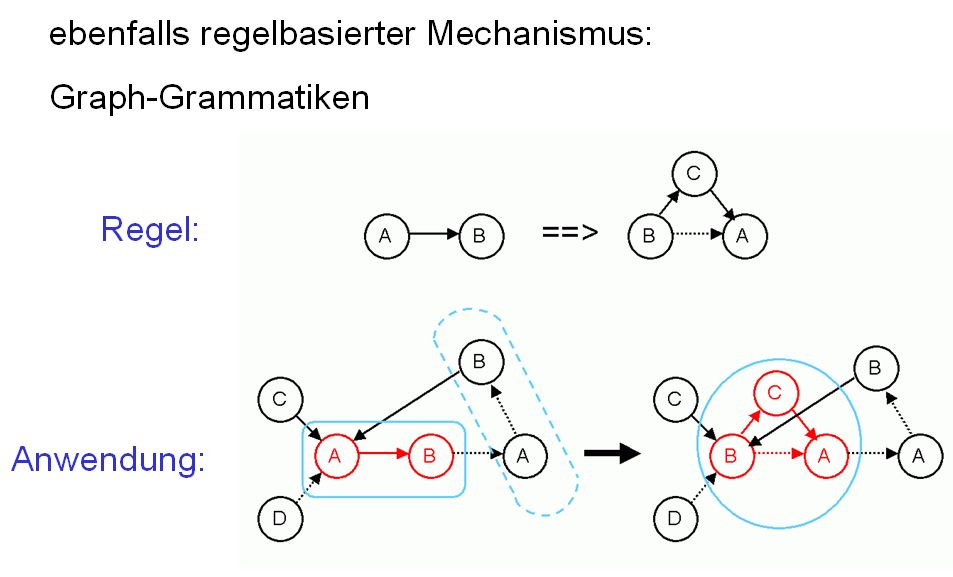 ebenfalls regelbasierter Mechanismus:
Graph-Grammatiken
C
Regel: A B ==> B A
B B
C C C
Anwendung: A B A B A A
D D